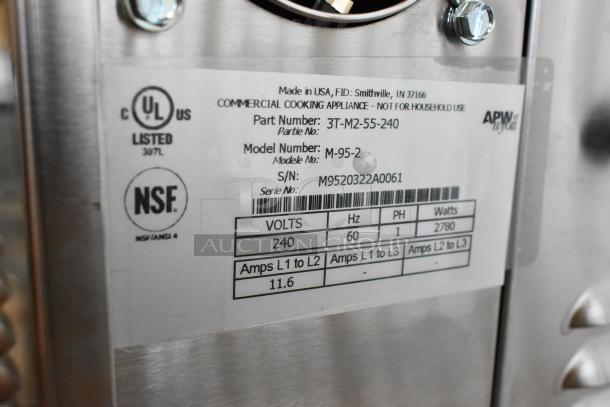 Made in USA, FID: Smithville, TN 37166
COMMERCIAL COOKING APPLIANCE - NOT FOR HOUSEHOLD USE
C UL US
LISTED
397L
Part Number: 3T-M2-55-240
Partie No:
APW
Wyott
Model Number: M-95-2
Modele No:
S/N: M9520322A0061
Serie No:
NSF
NSF/ANSI 4
VOLTS Hz PH Watts
240 60 1 2780
Amps L1 to L2 Amps L1 to L3 Amps L2 to L3
11.6 - -
AUCTION GROUP